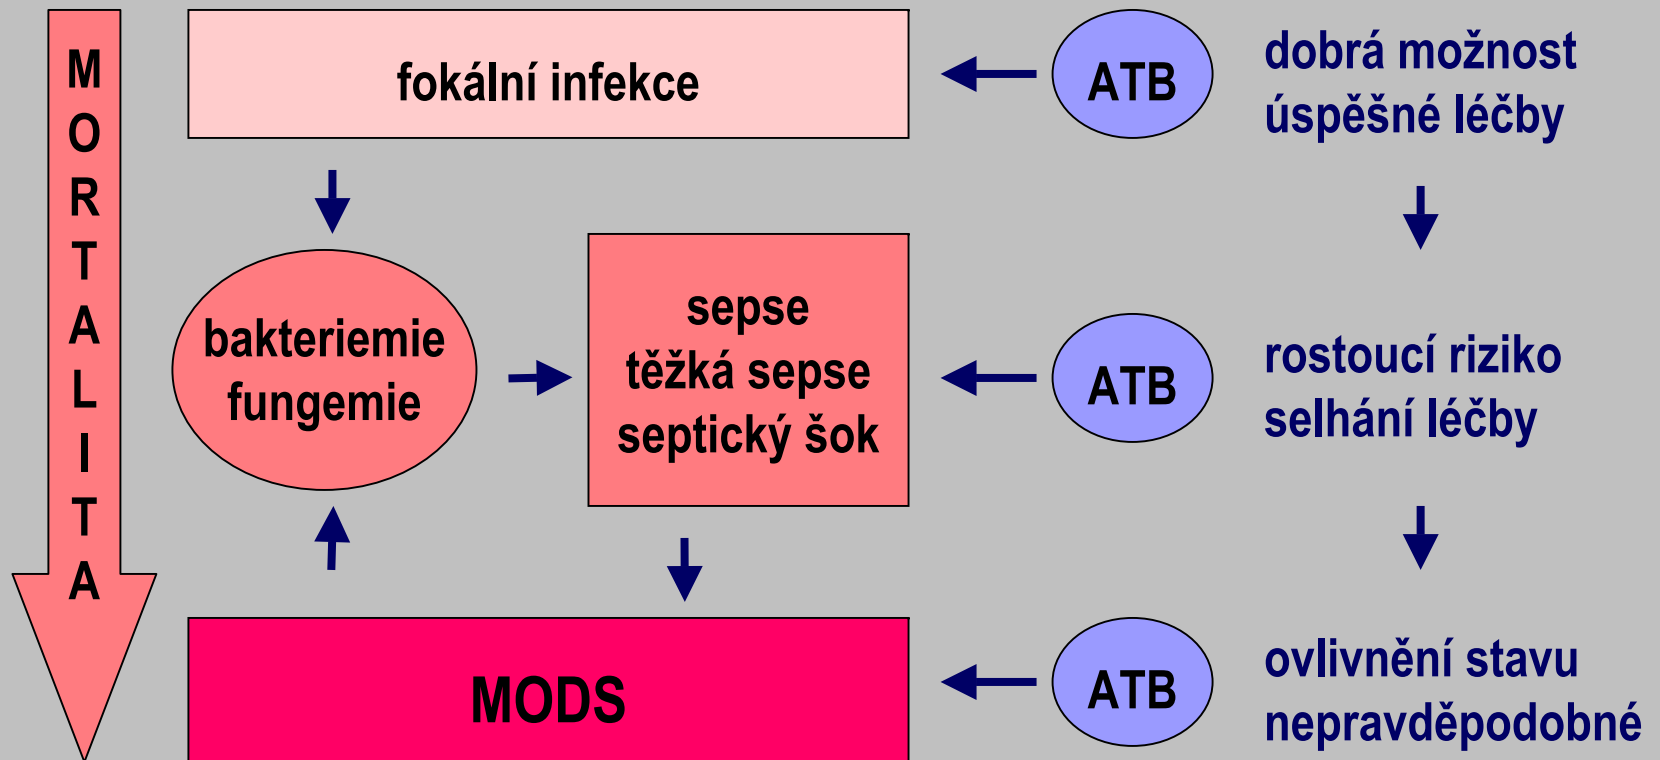 MORTALITA
fokální infekce
ATB
dobrá možnost
úspěšné léčby
bakteriemie
fungemie
sepse
těžká sepse
septický šok
ATB
rostoucí riziko
selhání léčby
MODS
ATB
ovlivnění stavu
nepravděpodobné